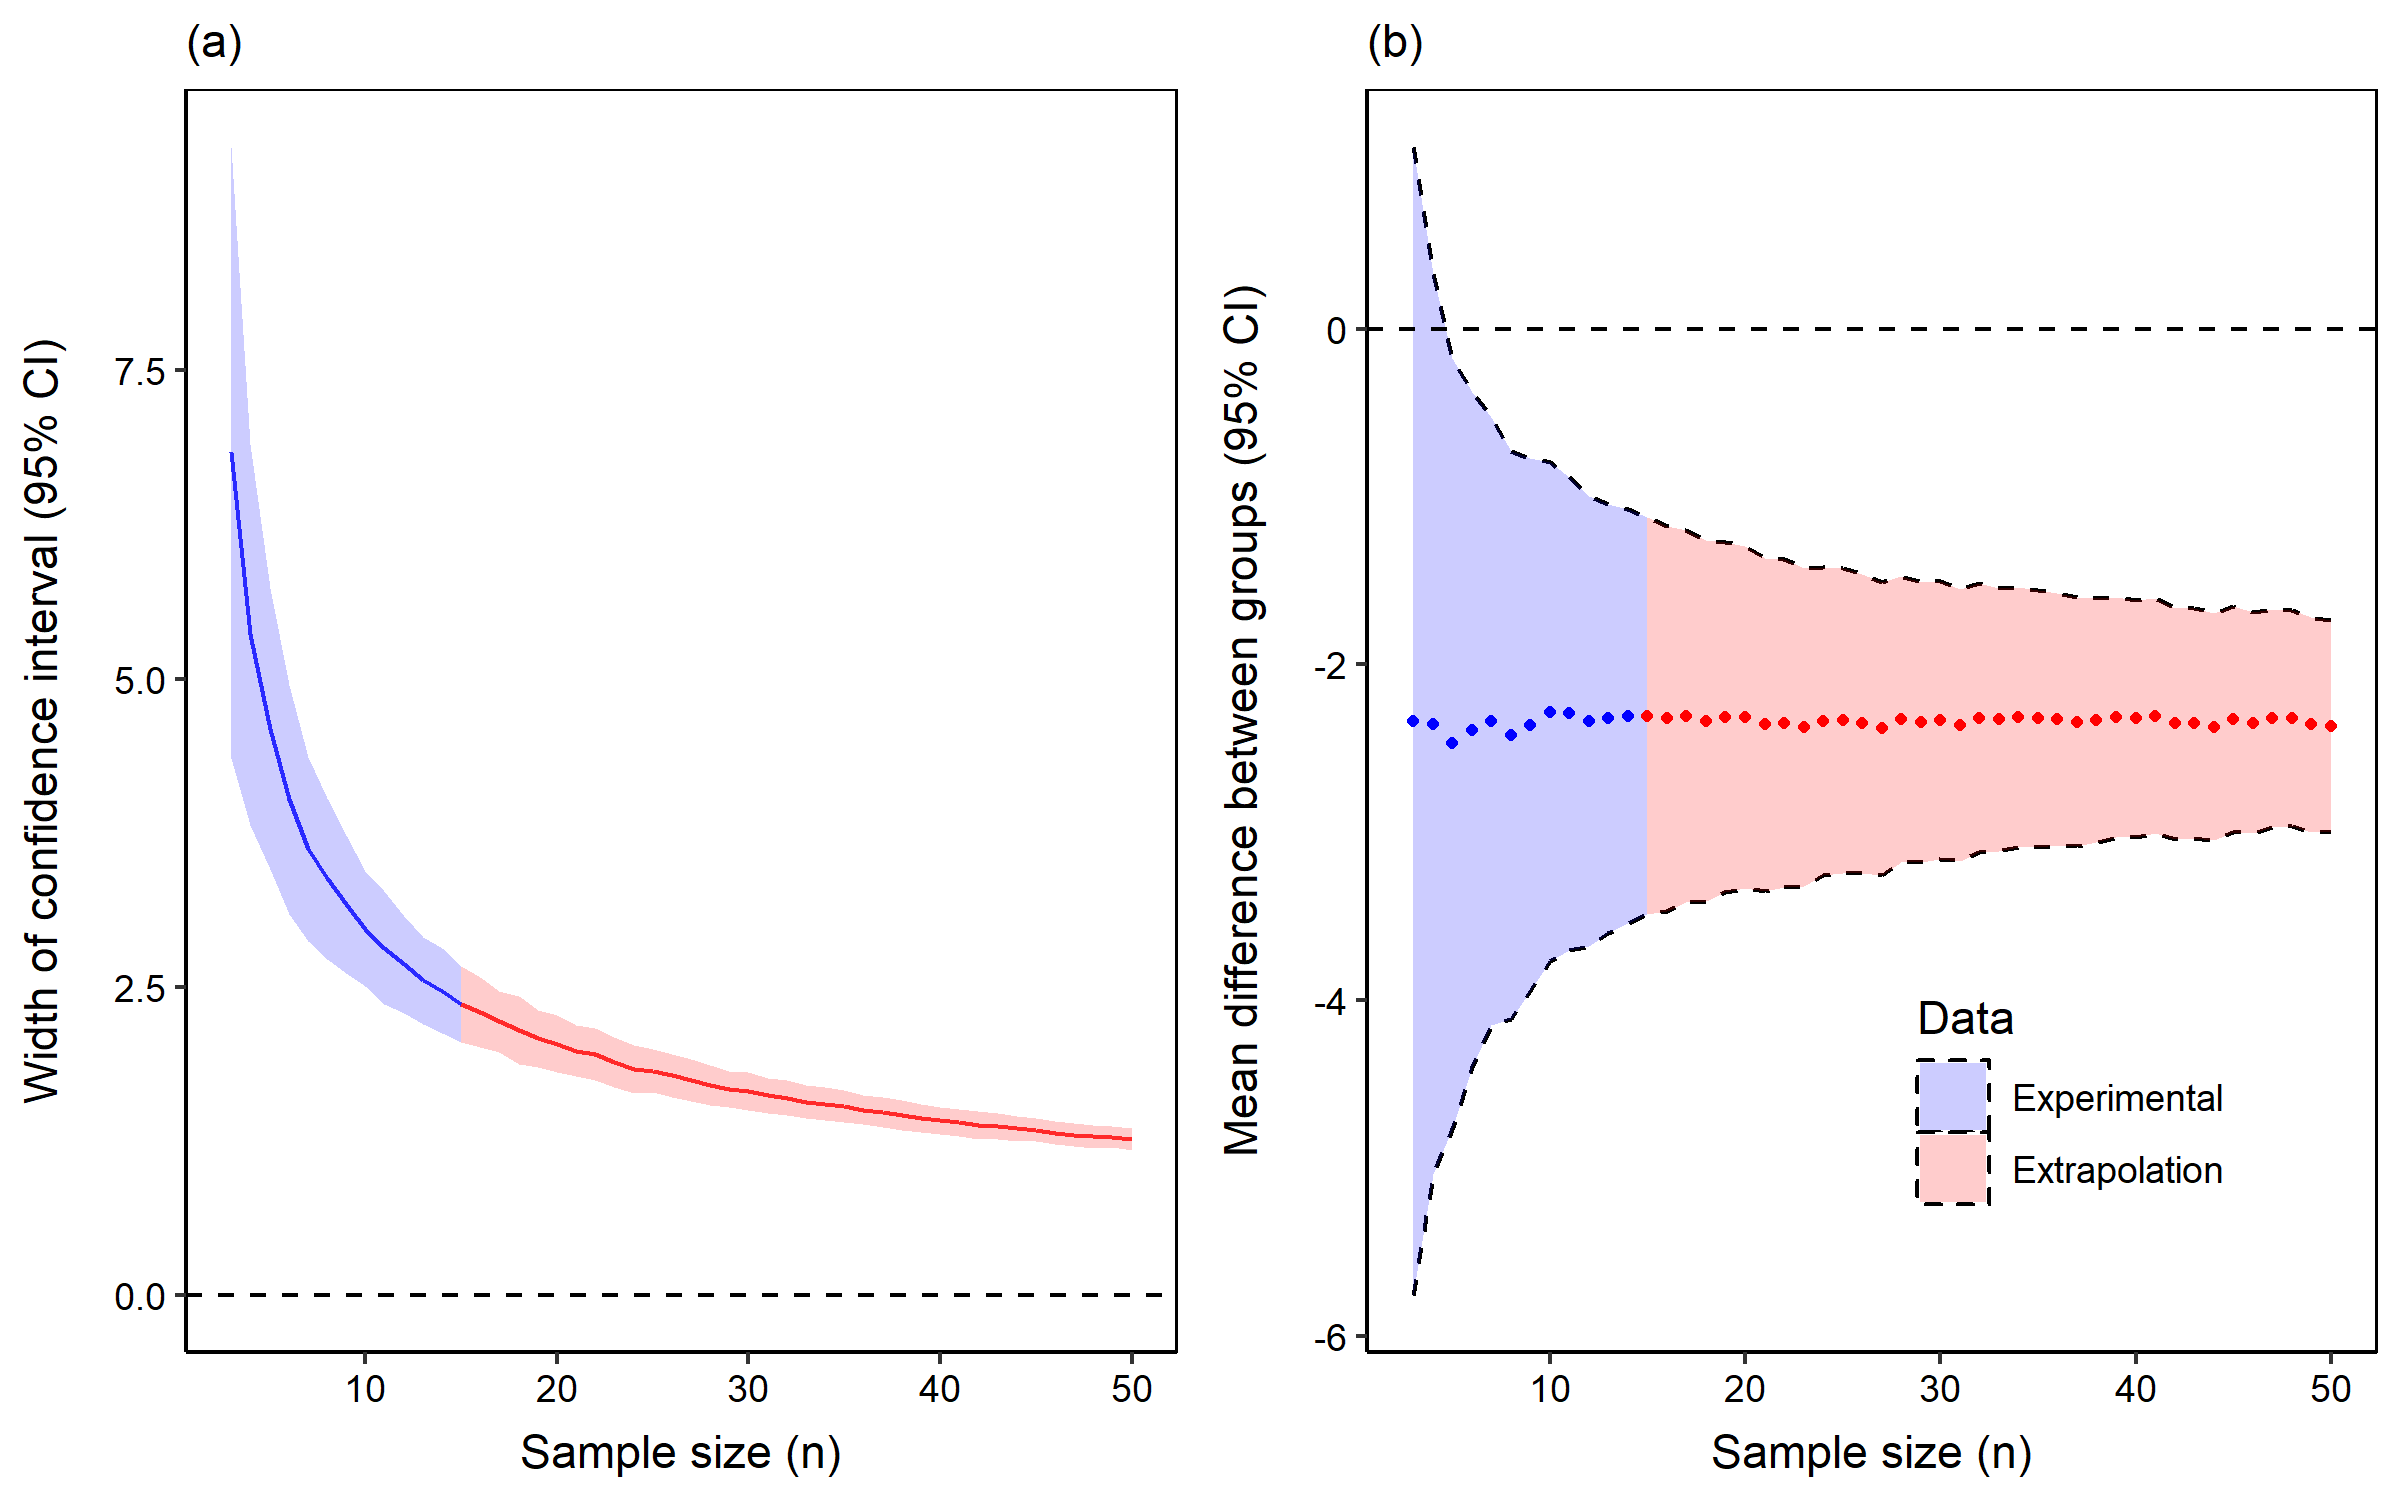 (a)
Width of confidence interval (95% CI)
7.5
5.0
2.5
0.0
10 20 30 40 50
Sample size (n)
(b)
Mean difference between groups (95% CI)
0
-2
-4
-6
10 20 30 40 50
Sample size (n)
Data
Experimental
Extrapolation